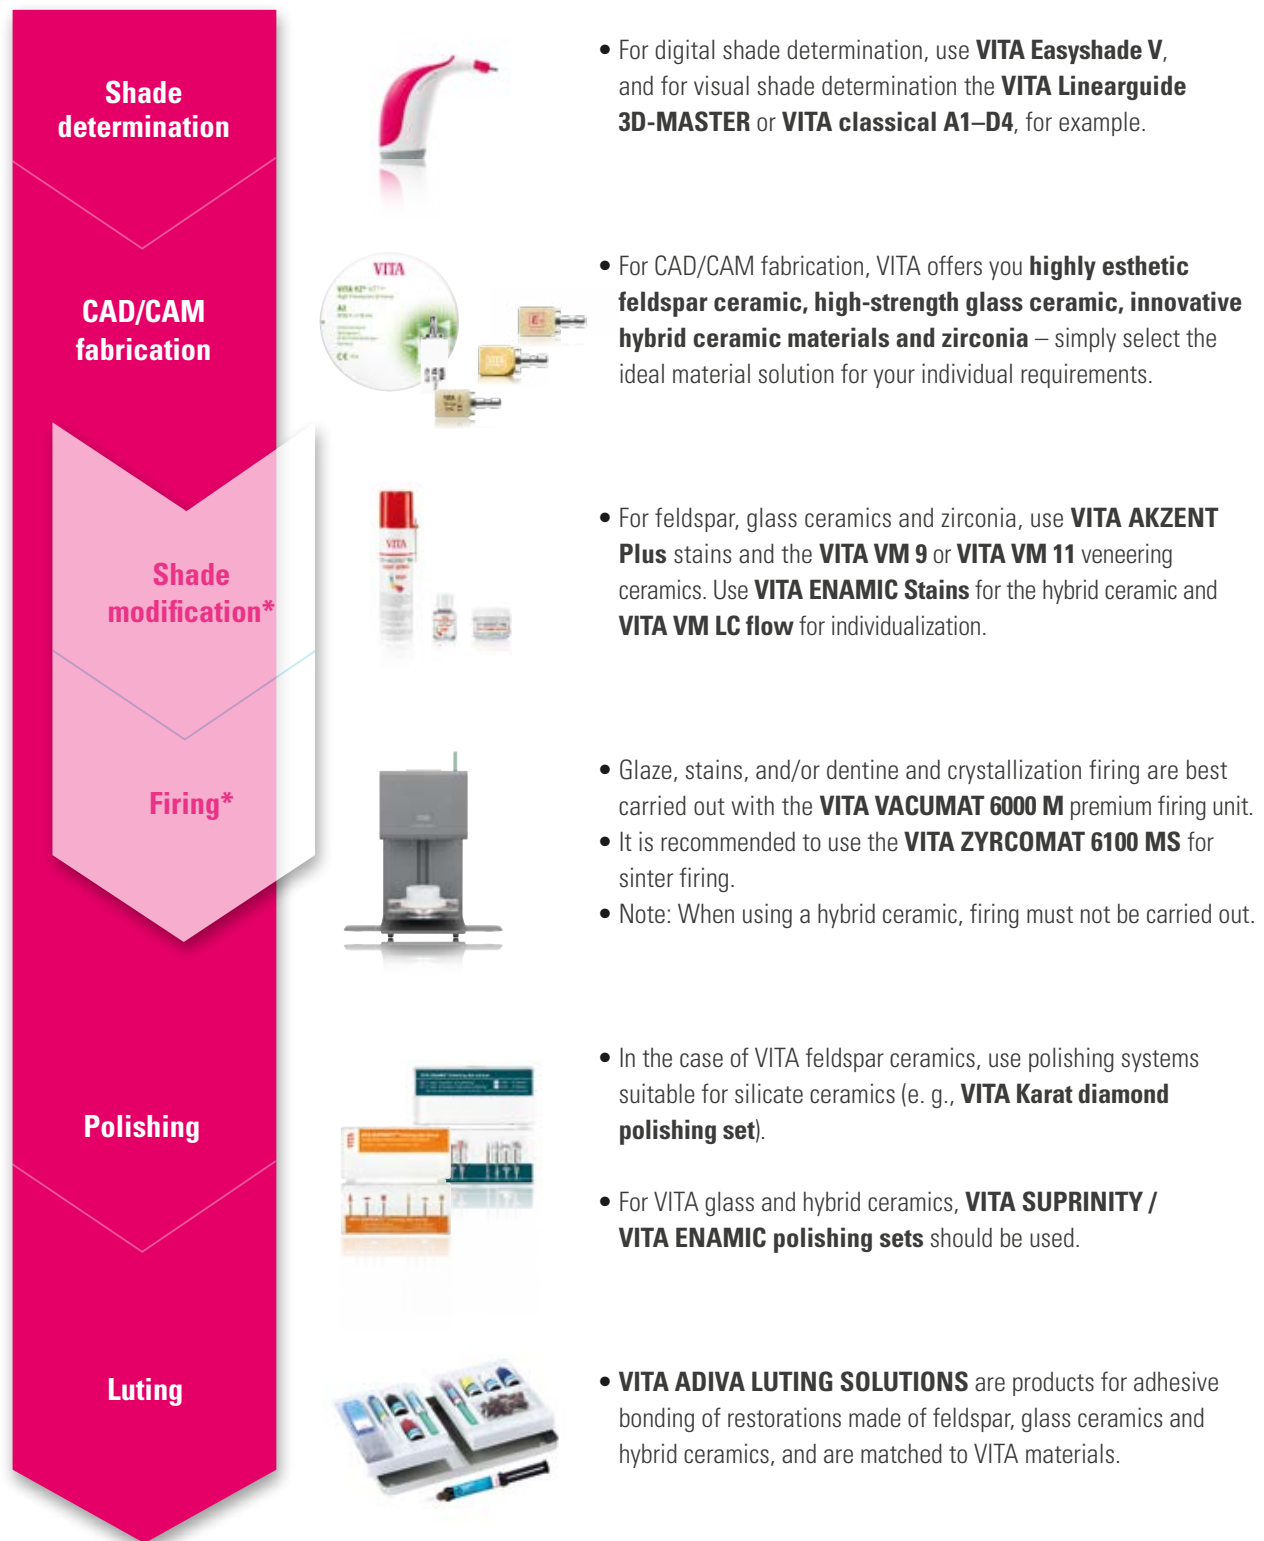 Shade
determination
• For digital shade determination, use VITA Easyshade V,
and for visual shade determination the VITA Linearguide
3D-MASTER or VITA classical A1–D4, for example.
CAD/CAM
fabrication
VITA
• For CAD/CAM fabrication, VITA offers you highly esthetic
feldspar ceramic, high-strength glass ceramic, innovative
hybrid ceramic materials and zirconia – simply select the
ideal material solution for your individual requirements.
Shade
modification*
VITA
• For feldspar, glass ceramics and zirconia, use VITA AKZENT
Plus stains and the VITA VM 9 or VITA VM 11 veneering
ceramics. Use VITA ENAMIC Stains for the hybrid ceramic and
VITA VM LC flow for individualization.
Firing*
• Glaze, stains, and/or dentine and crystallization firing are best
carried out with the VITA VACUMAT 6000 M premium firing unit.
• It is recommended to use the VITA ZYRCOMAT 6100 MS for
sinter firing.
• Note: When using a hybrid ceramic, firing must not be carried out.
Polishing
• In the case of VITA feldspar ceramics, use polishing systems
suitable for silicate ceramics (e. g., VITA Karat diamond
polishing set).
• For VITA glass and hybrid ceramics, VITA SUPRINITY /
VITA ENAMIC polishing sets should be used.
Luting
• VITA ADIVA LUTING SOLUTIONS are products for adhesive
bonding of restorations made of feldspar, glass ceramics and
hybrid ceramics, and are matched to VITA materials.